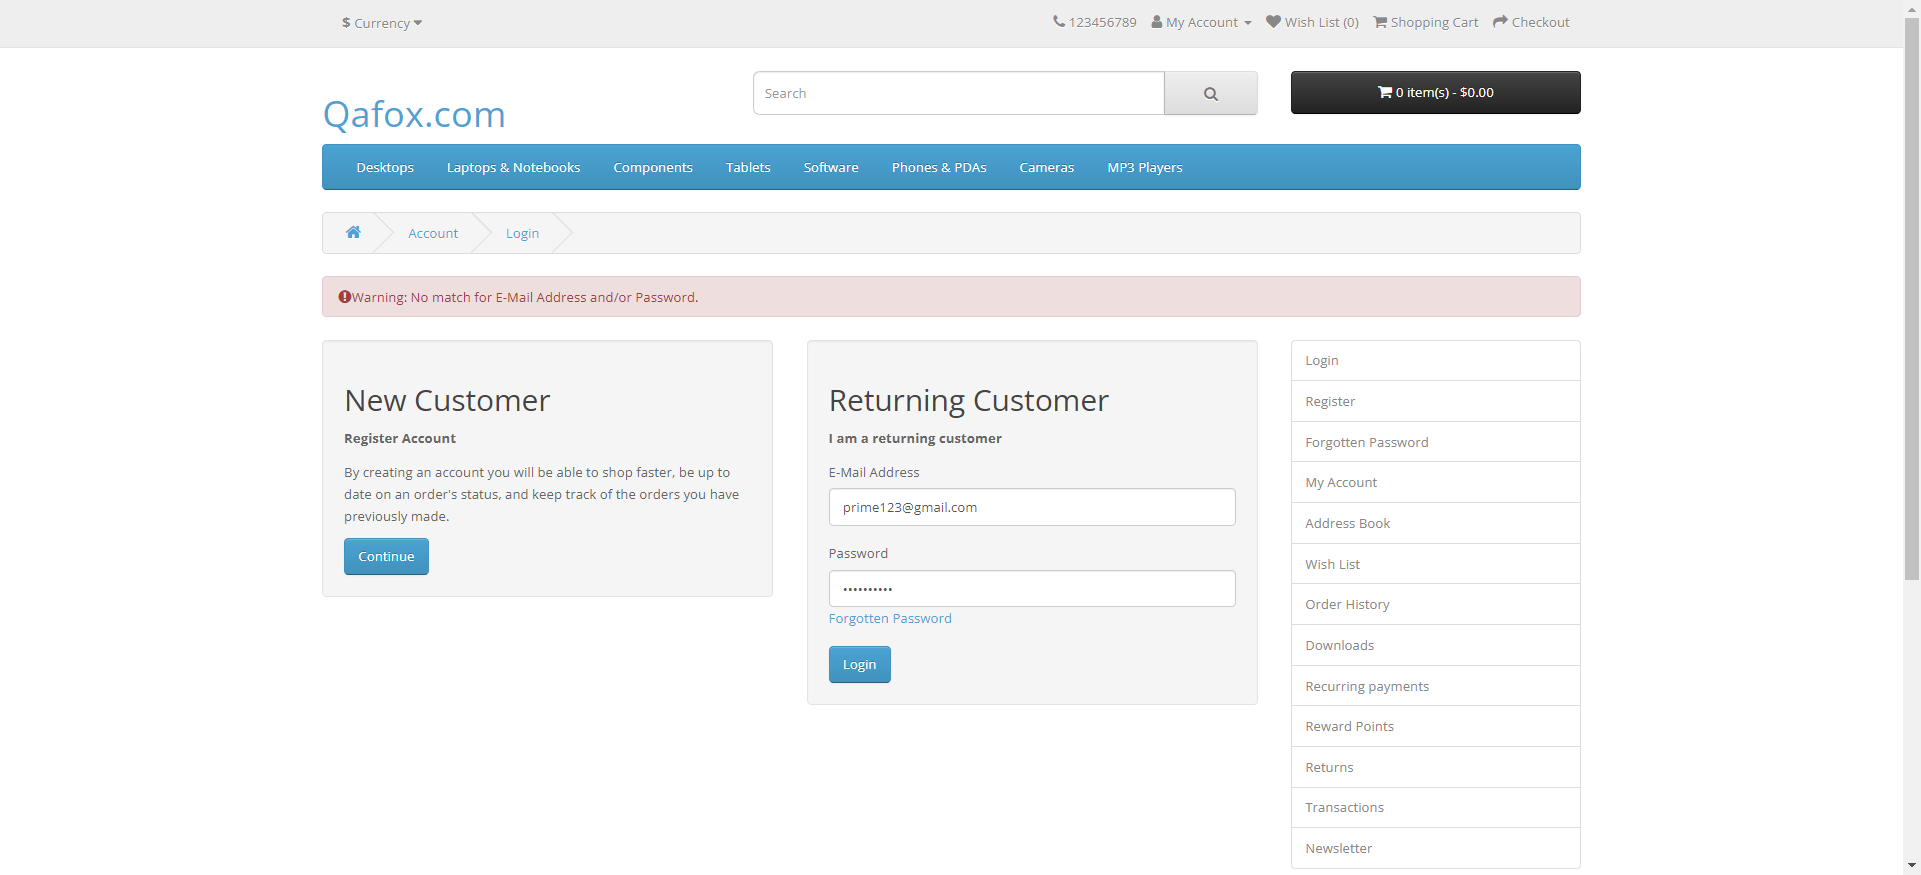 $ Currency
123456789 My Account Wish List (0) Shopping Cart Checkout
Qafox.com
Search
0 item(s) - $0.00
Desktops Laptops & Notebooks Components Tablets Software Phones & PDAs Cameras MP3 Players
Account Login
Warning: No match for E-Mail Address and/or Password.
New Customer
Register Account
By creating an account you will be able to shop faster, be up to
date on an order's status, and keep track of the orders you have
previously made.
Continue
Returning Customer
I am a returning customer
E-Mail Address
prime123@gmail.com
Password
••••••••••
Forgotten Password
Login
Login
Register
Forgotten Password
My Account
Address Book
Wish List
Order History
Downloads
Recurring payments
Reward Points
Returns
Transactions
Newsletter